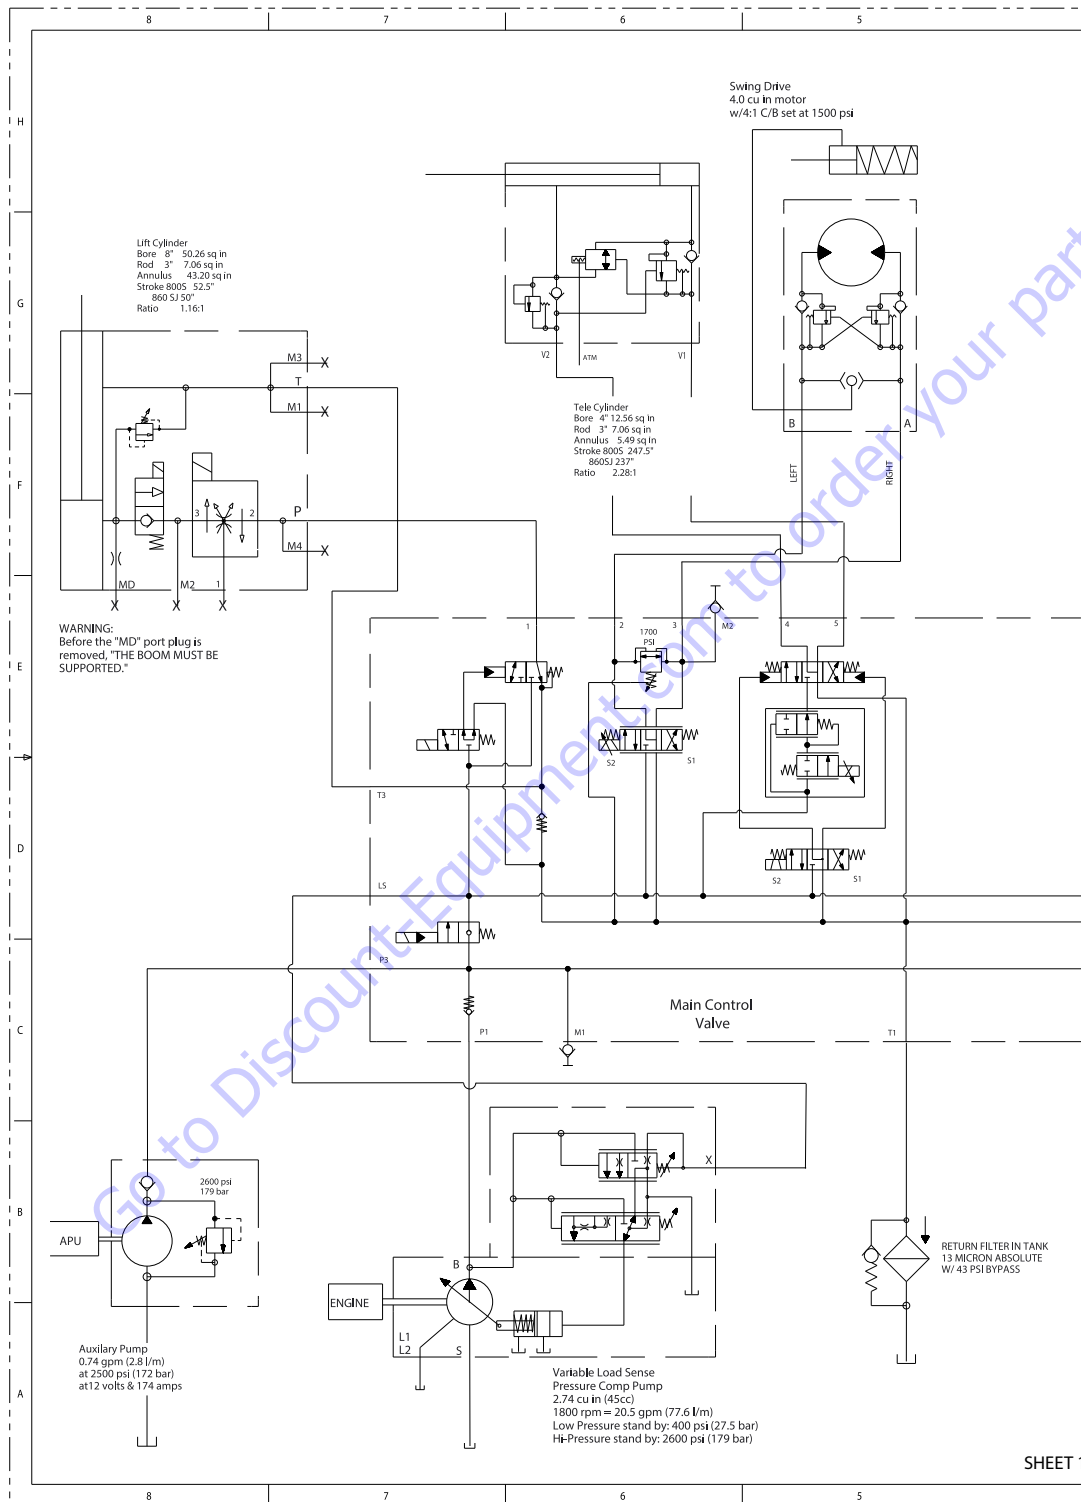 8
7
6
5
H
G
F
E
D
C
B
A
Swing Drive
4.0 cu in motor
w/4:1 C/B set at 1500 psi
Lift Cylinder
Bore 8" 50.26 sq in
Rod 3" 7.06 sq in
Annulus 43.20 sq in
Stroke 800S 52.5"
860 SJ 50"
Ratio 1.16:1
M3
T
M1
V2
ATM
V1
Tele Cylinder
Bore 4" 12.56 sq in
Rod 3" 7.06 sq in
Annulus 5.49 sq in
Stroke 800S 247.5"
860SJ 237"
Ratio 2.28:1
B
A
LEFT
RIGHT
3
2
P
M4
MD
M2
1
WARNING:
Before the "MD" port plug is
removed, "THE BOOM MUST BE
SUPPORTED."
1
2
1700
PSI
3
M2
4
5
S2
S1
T3
S2
S1
LS
P3
Main Control
Valve
P1
M1
T1
X
2600 psi
179 bar
APU
B
ENGINE
L1
L2
S
RETURN FILTER IN TANK
13 MICRON ABSOLUTE
W/ 43 PSI BYPASS
Auxilary Pump
0.74 gpm (2.8 l/m)
at 2500 psi (172 bar)
at12 volts & 174 amps
Variable Load Sense
Pressure Comp Pump
2.74 cu in (45cc)
1800 rpm = 20.5 gpm (77.6 l/m)
Low Pressure stand by: 400 psi (27.5 bar)
Hi-Pressure stand by: 2600 psi (179 bar)
SHEET 1
8
7
6
5
Go to Discount-Equipment.com to order your part